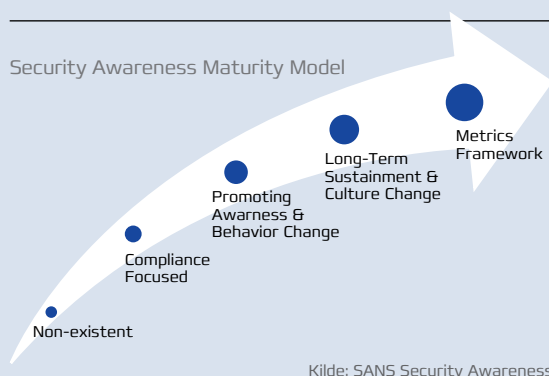 Security Awareness Maturity Model
Metrics
Framework
Long-Term
Sustainment &
Culture Change
Promoting
Awarness &
Behavior Change
Compliance
Focused
Non-existent
Kilde: SANS Security Awareness